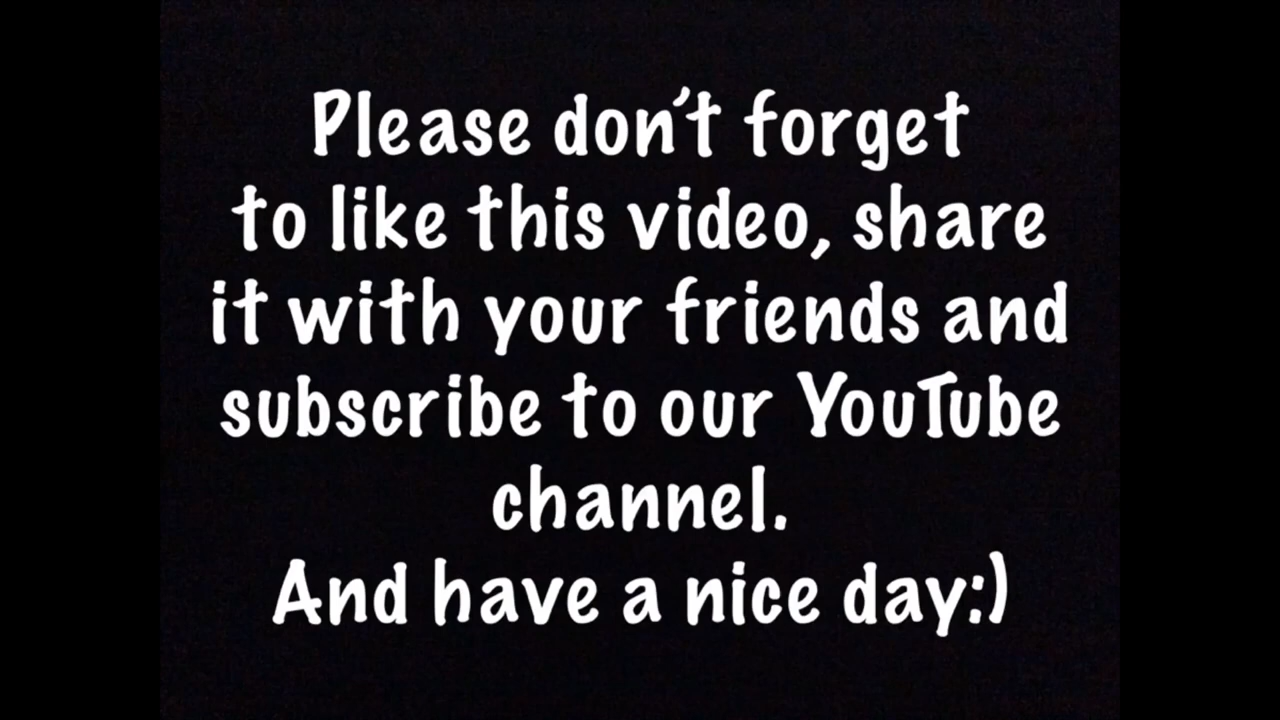 Please don't forget
to like this video, share
it with your friends and
subscribe to our YouTube
channel.
And have a nice day:)